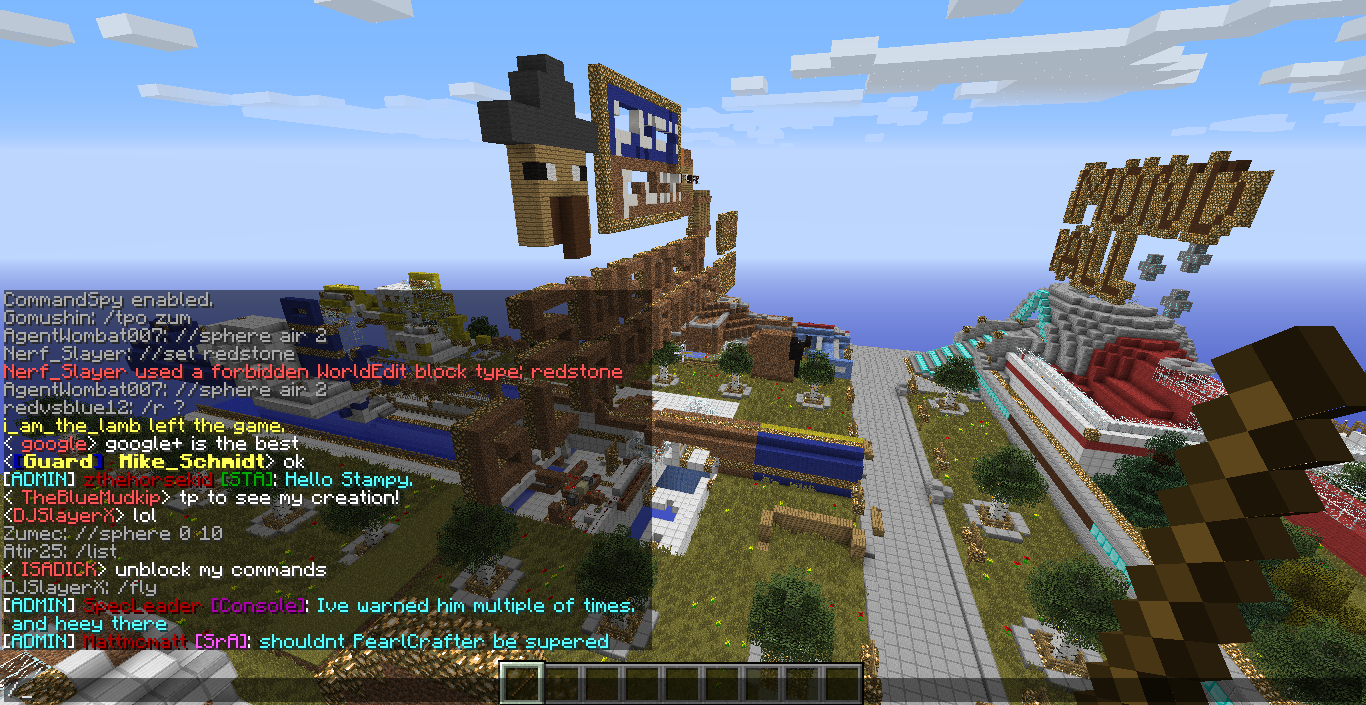 CommandSpy enabled.
Gomushin: /tpo zum
AgentWombat007: //sphere air 2
Nerf_Slayer: //set redstone
Nerf_Slayer used a forbidden WorldEdit block type: redstone
AgentWombat007: //sphere air 2
redvsblue12: /r ?
i_am_the_lamb left the game.
< google> google+ is the best
<[Guard] Mike_Schmidt> ok
[ADMIN] zthehorsekid [STA]: Hello Stampy.
< TheBlueMudkip> tp to see my creation!
<DJSlayerX> lol
Zumec: //sphere 0 10
Atir25: /list
< ISADICK> unblock my commands
DJSlayerX: /fly
[ADMIN] SpecLeader [Console]: Ive warned him multiple of times.
and heey there
[ADMIN] Mattmomatt [SrA]: shouldnt PearlCrafter be supered
/_